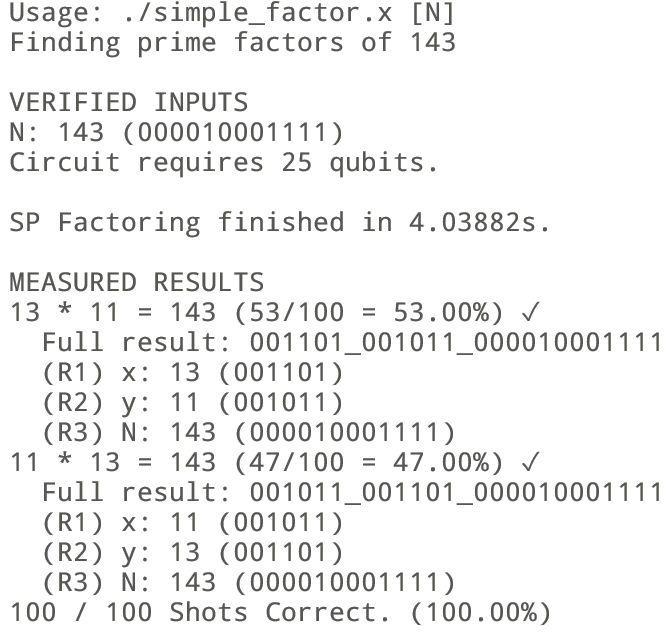 Usage: ./simple_factor.x [N]
Finding prime factors of 143

VERIFIED INPUTS
N: 143 (000010001111)
Circuit requires 25 qubits.

SP Factoring finished in 4.03882s.

MEASURED RESULTS
13 * 11 = 143 (53/100 = 53.00%) ✓
  Full result: 001101_001011_000010001111
  (R1) x: 13 (001101)
  (R2) y: 11 (001011)
  (R3) N: 143 (000010001111)
11 * 13 = 143 (47/100 = 47.00%) ✓
  Full result: 001011_001101_000010001111
  (R1) x: 11 (001011)
  (R2) y: 13 (001101)
  (R3) N: 143 (000010001111)
100 / 100 Shots Correct. (100.00%)